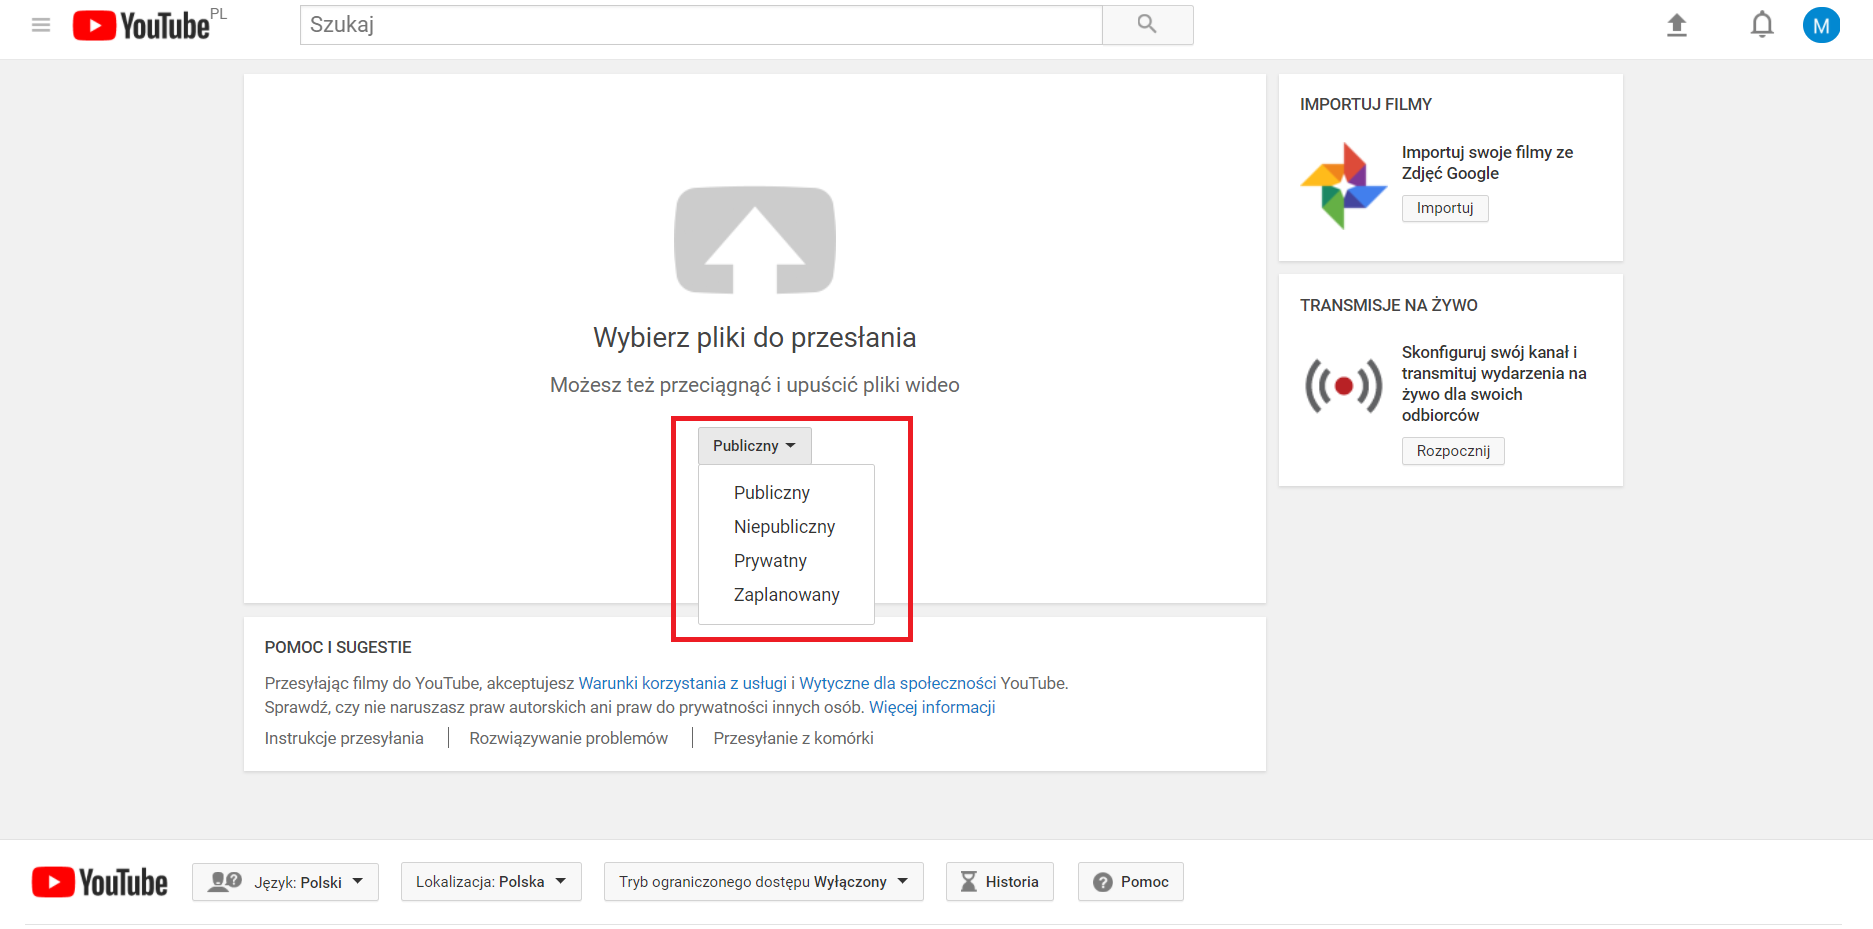 YouTube PL
Szukaj
M
Wybierz pliki do przesłania
Możesz też przeciągnąć i upuścić pliki wideo
Publiczny
Publiczny
Niepubliczny
Prywatny
Zaplanowany
IMPORTUJ FILMY
Importuj swoje filmy ze
Zdjęć Google
Importuj
TRANSMISJE NA ŻYWO
Skonfiguruj swój kanał i
transmituj wydarzenia na
żywo dla swoich
odbiorców
Rozpocznij
POMOC I SUGESTIE
Przesyłając filmy do YouTube, akceptujesz Warunki korzystania z usługi i Wytyczne dla społeczności YouTube.
Sprawdź, czy nie naruszasz praw autorskich ani praw do prywatności innych osób. Więcej informacji
Instrukcje przesyłania
Rozwiązywanie problemów
Przesyłanie z komórki
YouTube
Język: Polski
Lokalizacja: Polska
Tryb ograniczonego dostępu Wyłączony
Historia
Pomoc